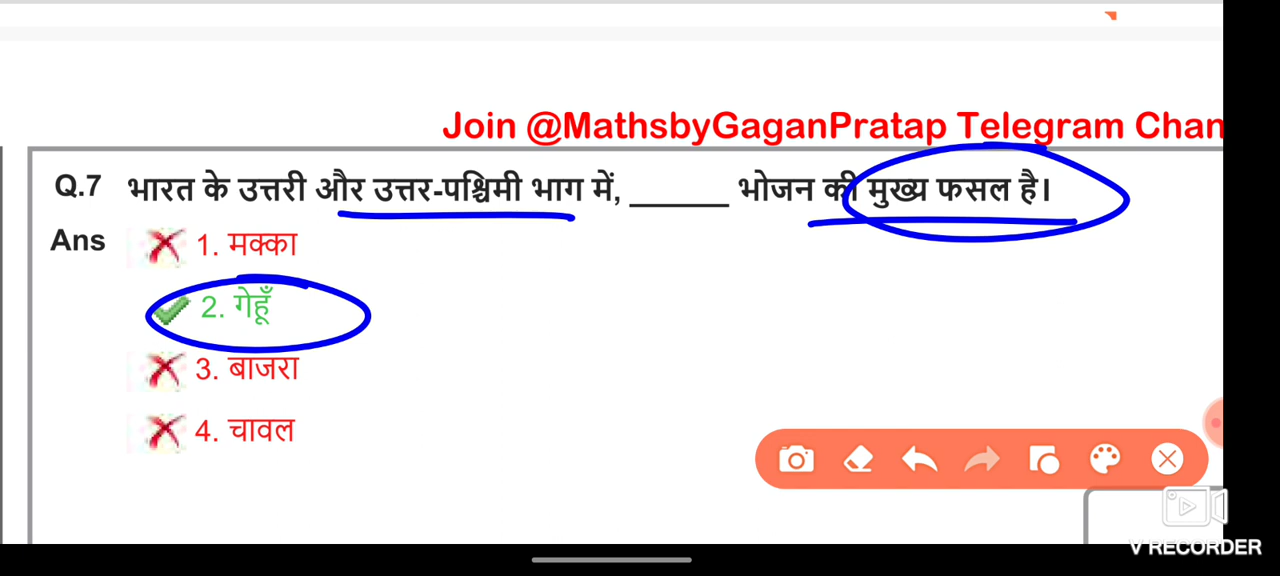 Join @MathsbyGaganPratap Telegram Chan
Q.7 भारत के उत्तरी और उत्तर-पश्चिमी भाग में, ______ भोजन की मुख्य फसल है।
Ans 1. मक्का
2. गेहूँ
3. बाजरा
4. चावल
V RECORDER